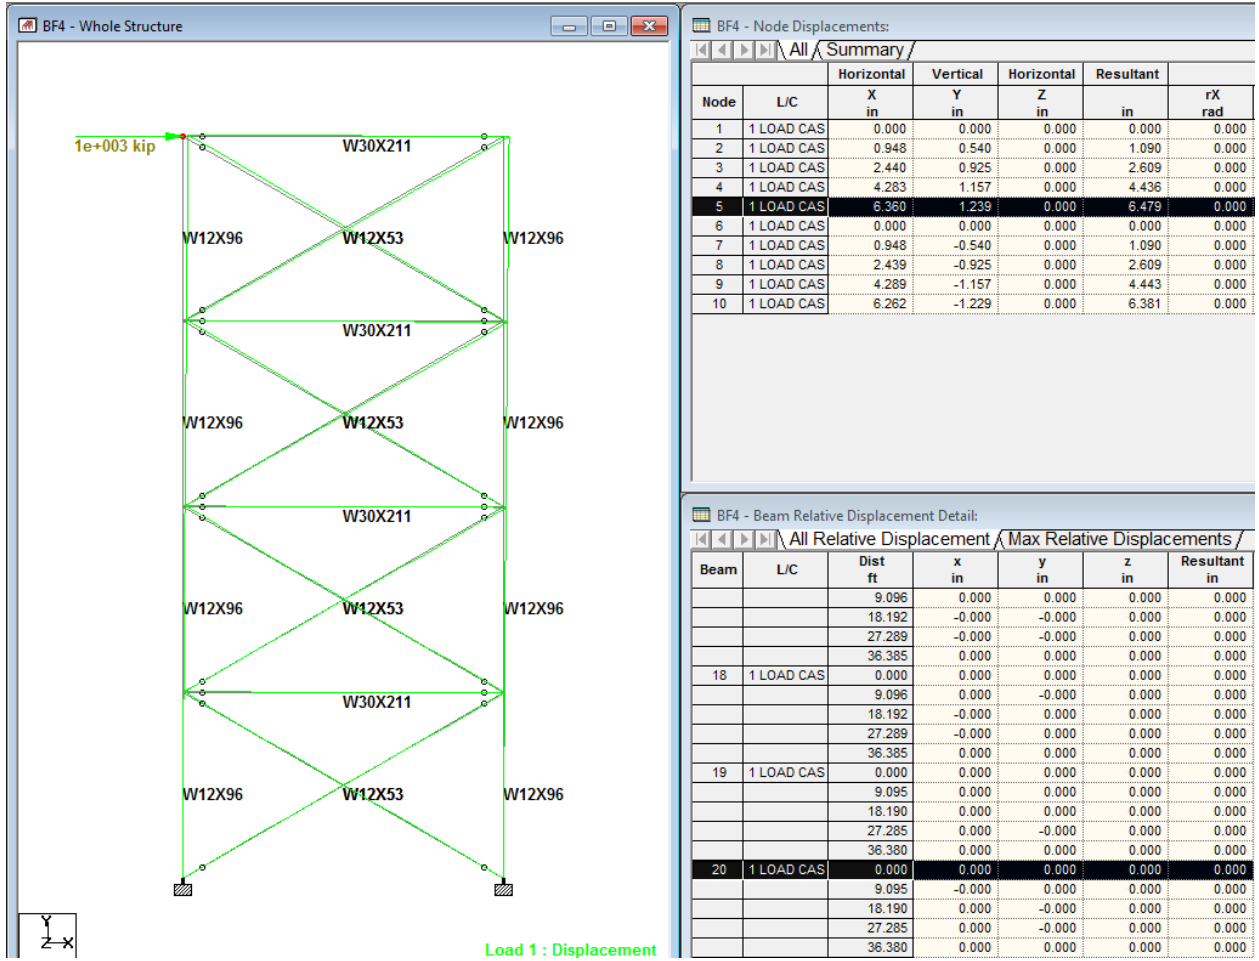 BF4 - Whole Structure
1e+003 kip
W30X211
W12X96 W12X53 W12X96
W30X211
W12X96 W12X53 W12X96
W30X211
W12X96 W12X53 W12X96
W30X211
W12X96 W12X53 W12X96
Y
Z X
Load 1 : Displacement
BF4 - Node Displacements:
All Summary
Horizontal Vertical Horizontal Resultant
Node L/C X in Y in Z in in rX rad
1 1 LOAD CAS 0.000 0.000 0.000 0.000 0.000
2 1 LOAD CAS 0.948 0.540 0.000 1.090 0.000
3 1 LOAD CAS 2.440 0.925 0.000 2.609 0.000
4 1 LOAD CAS 4.283 1.157 0.000 4.436 0.000
5 1 LOAD CAS 6.360 1.239 0.000 6.479 0.000
6 1 LOAD CAS 0.000 0.000 0.000 0.000 0.000
7 1 LOAD CAS 0.948 -0.540 0.000 1.090 0.000
8 1 LOAD CAS 2.439 -0.925 0.000 2.609 0.000
9 1 LOAD CAS 4.289 -1.157 0.000 4.443 0.000
10 1 LOAD CAS 6.262 -1.229 0.000 6.381 0.000
BF4 - Beam Relative Displacement Detail:
All Relative Displacement Max Relative Displacements
Beam L/C Dist ft x in y in z in Resultant in
9.096 0.000 0.000 0.000 0.000
18.192 -0.000 -0.000 0.000 0.000
27.289 -0.000 -0.000 0.000 0.000
36.385 0.000 0.000 0.000 0.000
18 1 LOAD CAS 0.000 0.000 0.000 0.000 0.000
9.096 0.000 -0.000 0.000 0.000
18.192 -0.000 0.000 0.000 0.000
27.289 -0.000 0.000 0.000 0.000
36.385 0.000 0.000 0.000 0.000
19 1 LOAD CAS 0.000 0.000 0.000 0.000 0.000
9.095 0.000 0.000 0.000 0.000
18.190 0.000 0.000 0.000 0.000
27.285 0.000 -0.000 0.000 0.000
36.380 0.000 0.000 0.000 0.000
20 1 LOAD CAS 0.000 0.000 0.000 0.000 0.000
9.095 -0.000 0.000 0.000 0.000
18.190 0.000 -0.000 0.000 0.000
27.285 0.000 -0.000 0.000 0.000
36.380 0.000 0.000 0.000 0.000